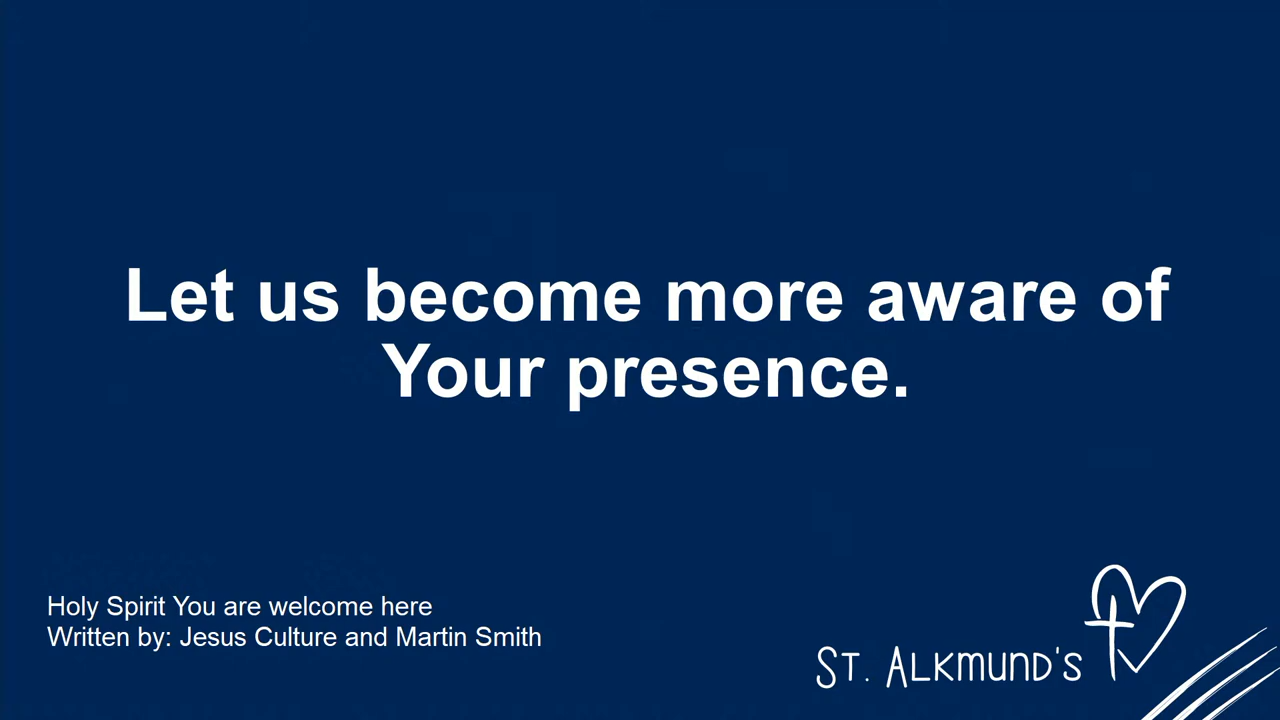 Let us become more aware of
Your presence.
Holy Spirit You are welcome here
Written by: Jesus Culture and Martin Smith
ST. ALKMUND'S